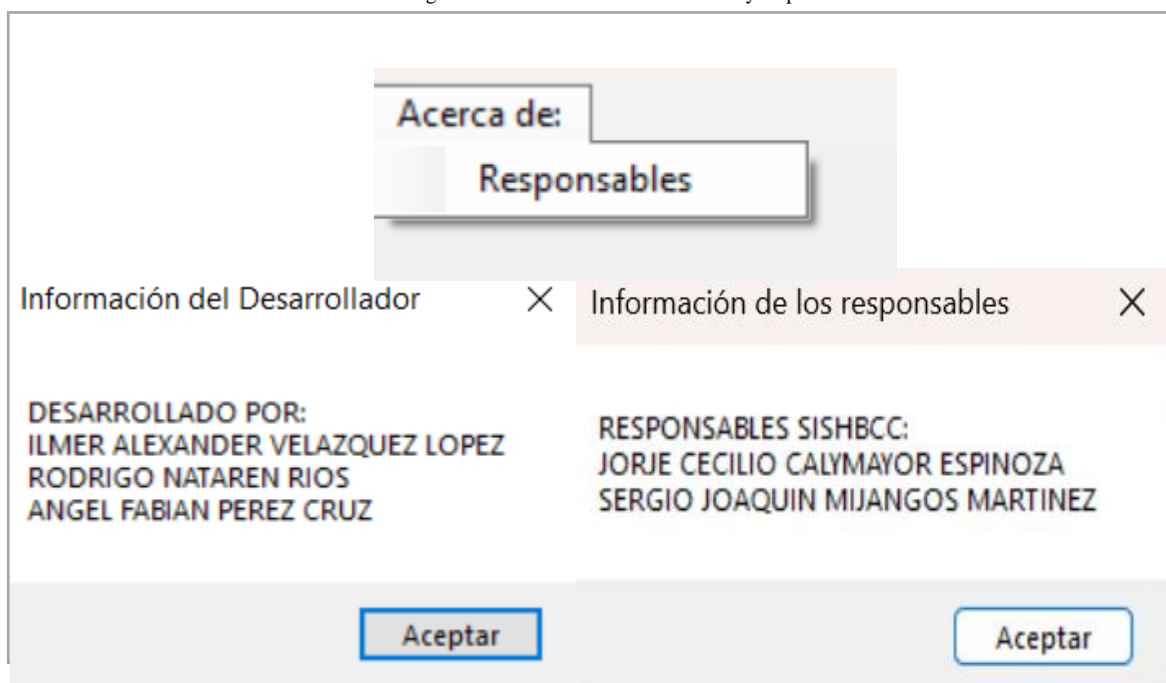 Acerca de:
Responsables
Información del Desarrollador
DESARROLLADO POR:
ILMER ALEXANDER VELAZQUEZ LOPEZ
RODRIGO NATAREN RIOS
ANGEL FABIAN PEREZ CRUZ
Aceptar
Información de los responsables
RESPONSABLES SISHBCC:
JORJE CECILIO CALYMAYOR ESPINOZA
SERGIO JOAQUIN MIJANGOS MARTINEZ
Aceptar